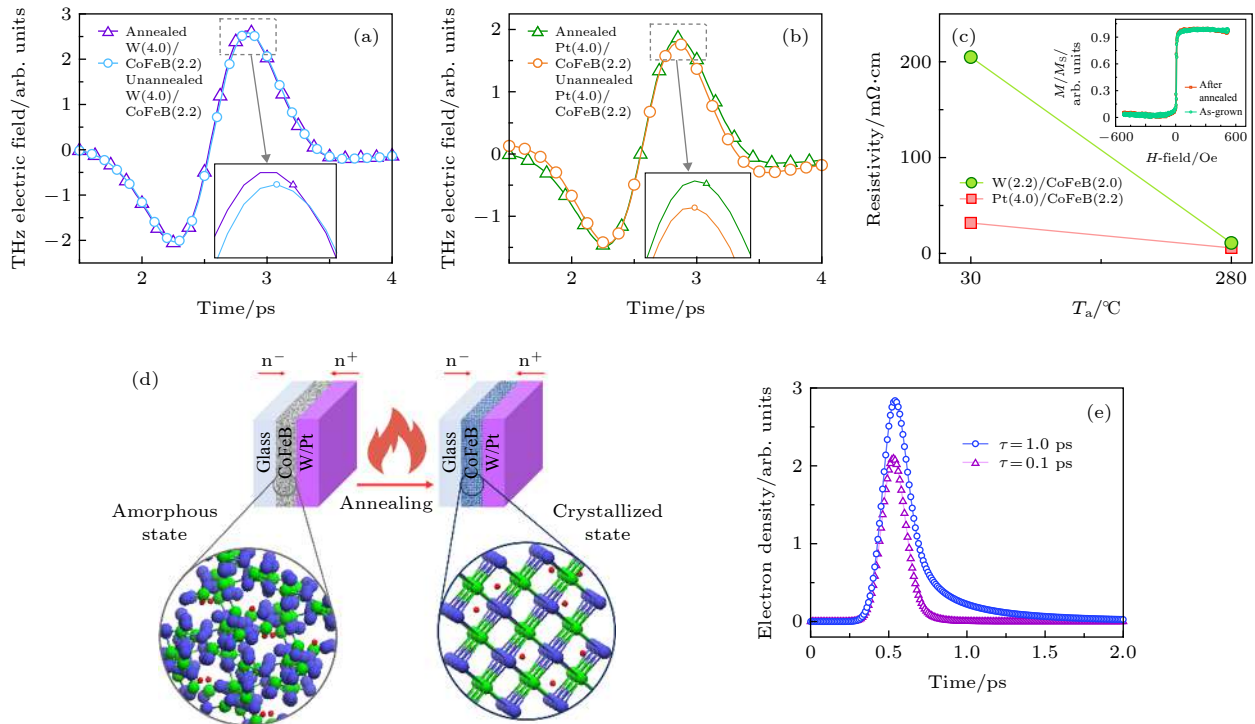 3
2
1
0
−1
−2
THz electric field/arb. units
Annealed
W(4.0)/
CoFeB(2.2)
Unannealed
W(4.0)/
CoFeB(2.2)
(a)
2
3
4
Time/ps
2
1
0
−1
THz electric field/arb. units
Annealed
Pt(4.0)/
CoFeB(2.2)
Unannealed
Pt(4.0)/
CoFeB(2.2)
(b)
2
3
4
Time/ps
200
100
0
Resistivity/mΩ·cm
(c)
0.9
0.3
0
M/MS/
arb. units
After
annealed
As-grown
−600
0
600
H-field/Oe
W(2.2)/CoFeB(2.0)
Pt(4.0)/CoFeB(2.2)
30
280
Ta/℃
(d)
n−
n+
n−
n+
Glass
CoFeB
W/Pt
Annealing
Glass
CoFeB
W/Pt
Amorphous
state
Crystallized
state
3
2
1
0
Electron density/arb. units
(e)
τ=1.0 ps
τ=0.1 ps
0
0.5
1.0
1.5
2.0
Time/ps